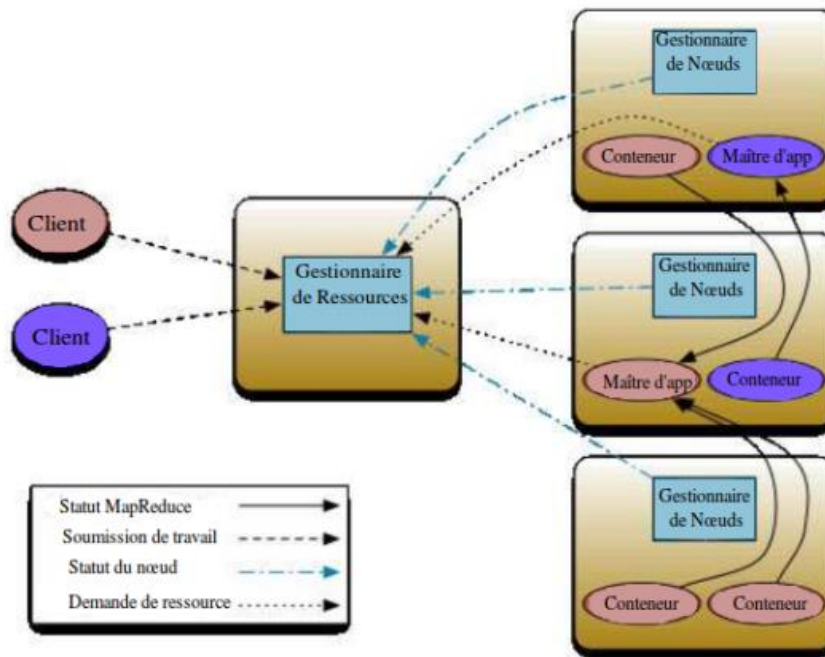 Client
Client
Gestionnaire
de Ressources
Gestionnaire
de Nœuds
Conteneur
Maître d'app
Gestionnaire
de Nœuds
Maître d'app
Conteneur
Gestionnaire
de Nœuds
Conteneur
Conteneur
Statut MapReduce
Soumission de travail
Statut du nœud
Demande de ressource